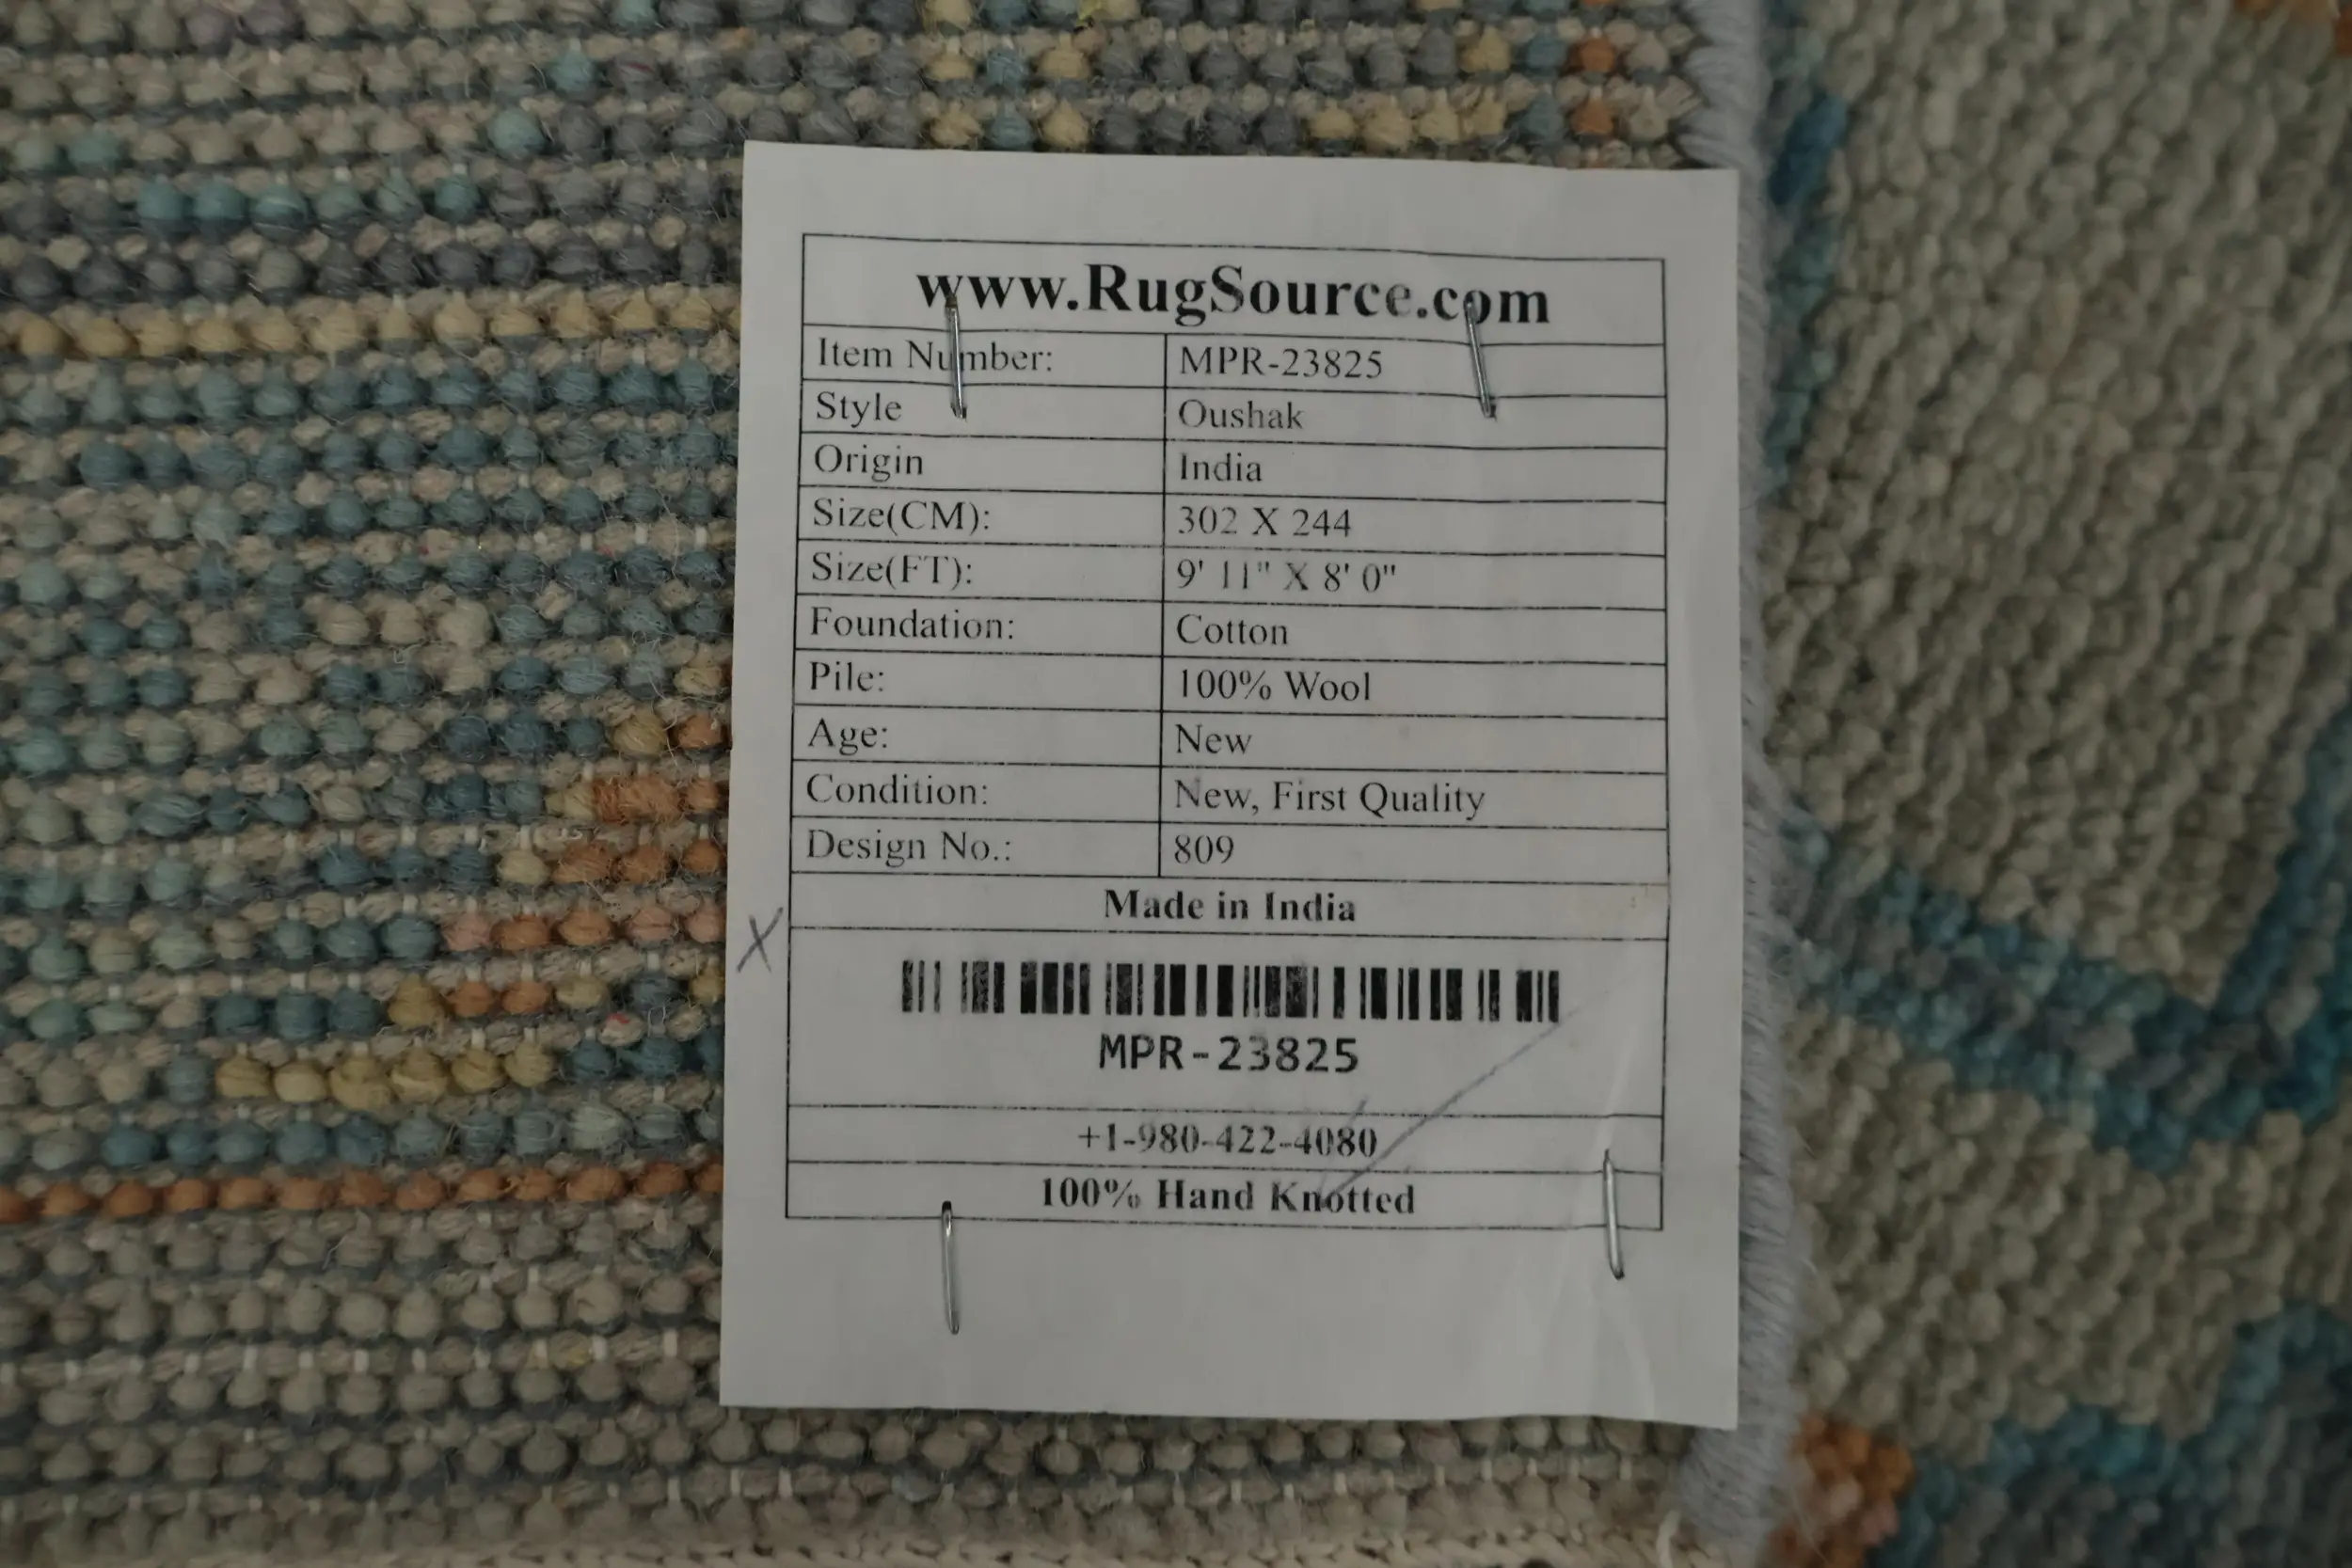 www.RugSource.com
Item Number: MPR-23825
Style Oushak
Origin India
Size(CM): 302 X 244
Size(FT): 9' 11" X 8' 0"
Foundation: Cotton
Pile: 100% Wool
Age: New
Condition: New, First Quality
Design No.: 809
Made in India
X
MPR-23825
+1-980-422-4080
100% Hand Knotted